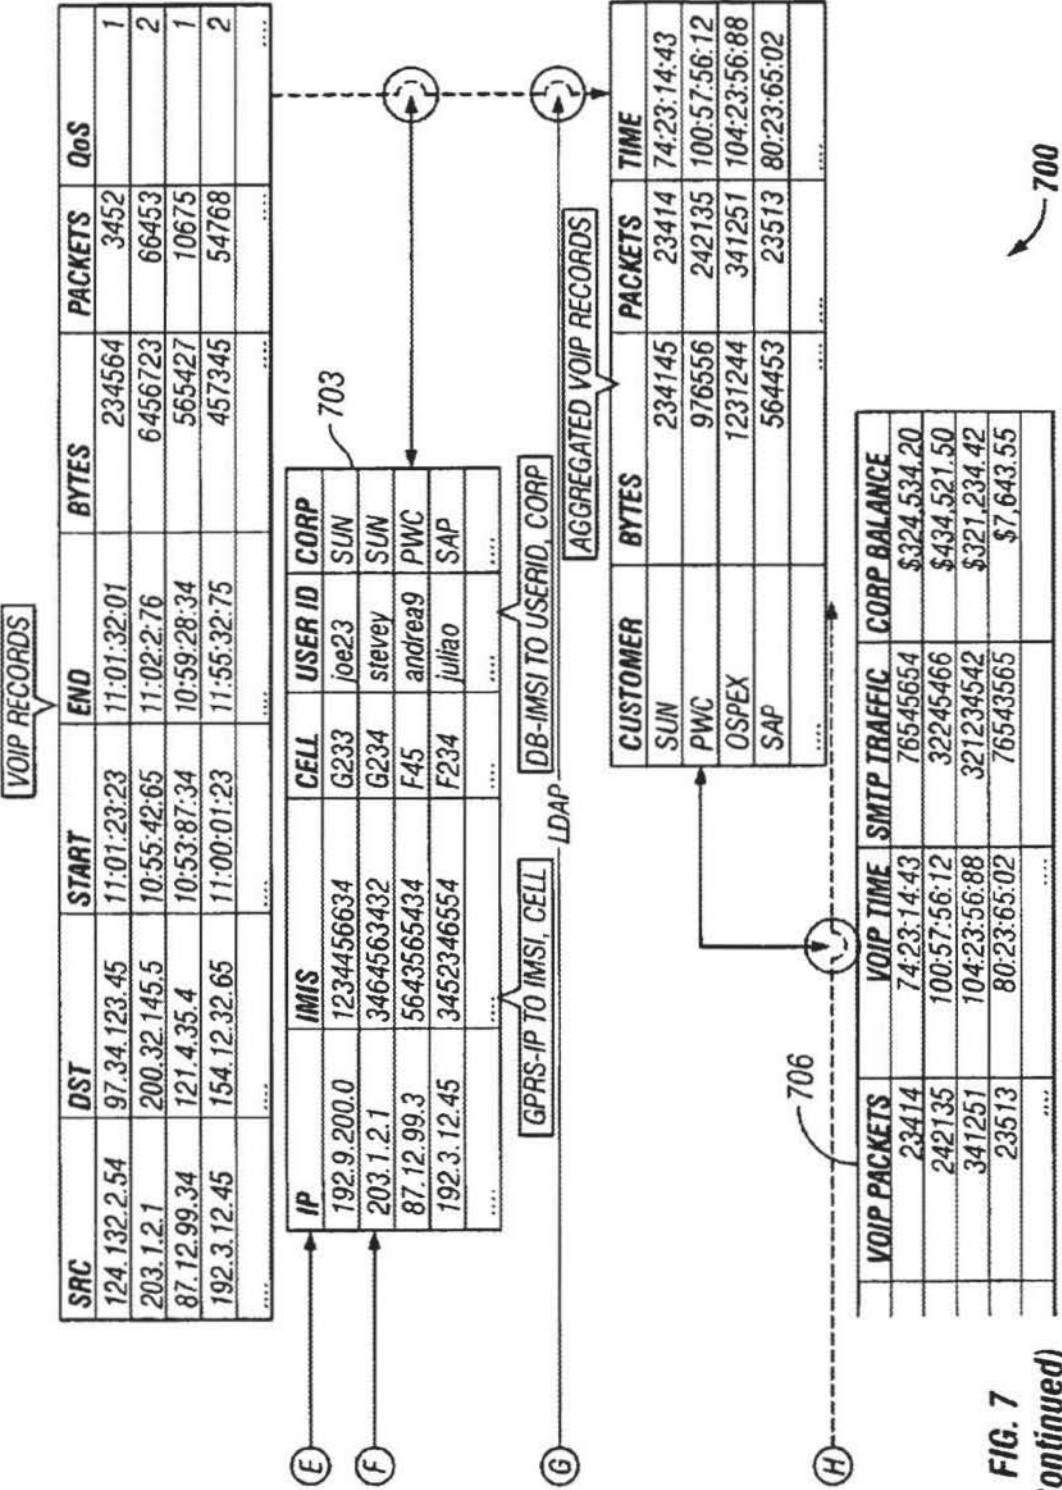 VOIP RECORDS
SRC DST START END BYTES PACKETS QoS
124.132.2.54 97.34.123.45 11:01:23:23 11:01:32:01 234564 3452 1
203.1.2.1 200.32.145.5 10:55:42:65 11:02:2:76 6456723 66453 2
87.12.99.34 121.4.35.4 10:53:87:34 10:59:28:34 565427 10675 1
192.3.12.45 154.12.32.65 11:00:01:23 11:55:32:75 457345 54768 2
.... .... .... .... .... .... ....
703
IP IMIS CELL USER ID CORP
E
192.9.200.0 1234456634 G233 joe23 SUN
F
203.1.2.1 3464563432 G234 stevey SUN
87.12.99.3 5643565434 F45 andrea9 PWC
192.3.12.45 3452346554 F234 juliao SAP
.... .... .... .... ....
GPRS-IP TO IMSI, CELL
DB-IMSI TO USERID, CORP
G
LDAP
AGGREGATED VOIP RECORDS
CUSTOMER BYTES PACKETS TIME
SUN 234145 23414 74:23:14:43
PWC 976556 242135 100:57:56:12
OSPEX 1231244 341251 104:23:56:88
SAP 564453 23513 80:23:65:02
.... .... .... ....
H
706
VOIP PACKETS VOIP TIME SMTP TRAFFIC CORP BALANCE
23414 74:23:14:43 76545654 $324,534.20
242135 100:57:56:12 32245466 $434,521.50
341251 104:23:56:88 321234542 $321,234.42
23513 80:23:65:02 76543565 $7,643.55
.... .... .... ....
700
FIG. 7
ontinued)